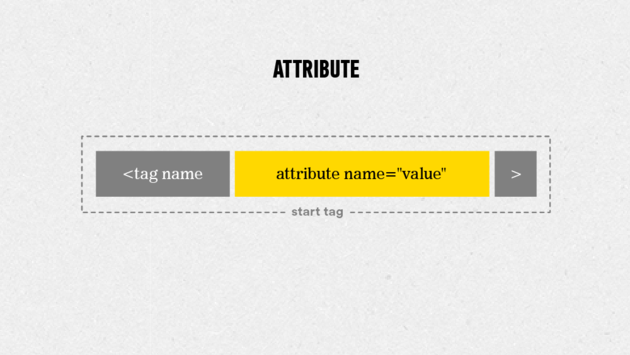 ATTRIBUTE
<tag name attribute name="value" >
start tag